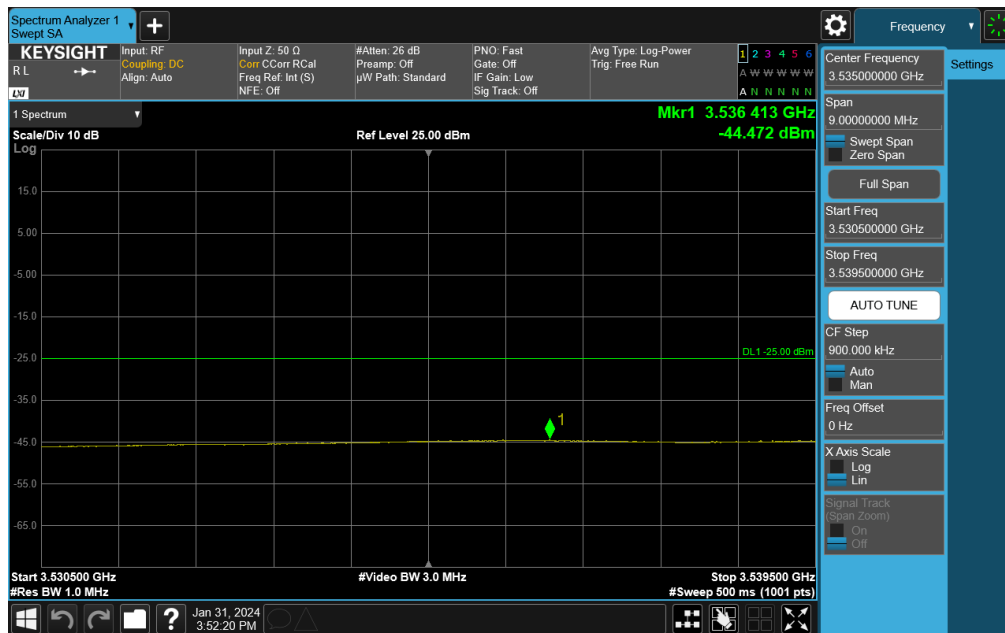 Spectrum Analyzer 1
Swept SA
+
Frequency
KEYSIGHT
R L
LXI
Input: RF
Coupling: DC
Align: Auto
Input Z: 50 Ω
Corr CCorr RCal
Freq Ref: Int (S)
NFE: Off
#Atten: 26 dB
Preamp: Off
µW Path: Standard
PNO: Fast
Gate: Off
IF Gain: Low
Sig Track: Off
Avg Type: Log-Power
Trig: Free Run
1 2 3 4 5 6
A W W W W W
A N N N N N
1 Spectrum
Mkr1 3.536 413 GHz
Scale/Div 10 dB
Ref Level 25.00 dBm
-44.472 dBm
Log
15.0
5.00
-5.00
-15.0
-25.0
DL1 -25.00 dBm
-35.0
1
-45.0
-55.0
-65.0
Start 3.530500 GHz
#Video BW 3.0 MHz
Stop 3.539500 GHz
#Res BW 1.0 MHz
#Sweep 500 ms (1001 pts)
?
Jan 31, 2024
3:52:20 PM
Center Frequency
3.535000000 GHz
Settings
Span
9.00000000 MHz
Swept Span
Zero Span
Full Span
Start Freq
3.530500000 GHz
Stop Freq
3.539500000 GHz
AUTO TUNE
CF Step
900.000 kHz
Auto
Man
Freq Offset
0 Hz
X Axis Scale
Log
Lin
Signal Track
(Span Zoom)
On
Off